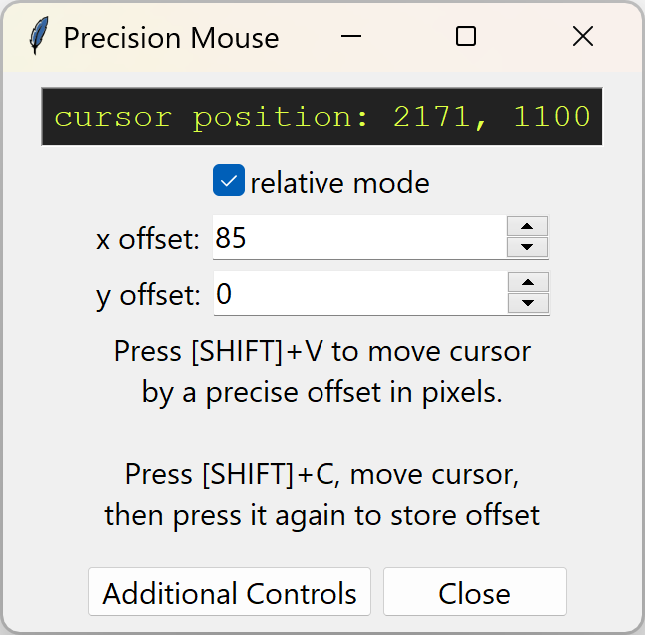 Precision Mouse
cursor position: 2171, 1100
relative mode
x offset: 85
y offset: 0
Press [SHIFT]+V to move cursor
by a precise offset in pixels.
Press [SHIFT]+C, move cursor,
then press it again to store offset
Additional Controls Close